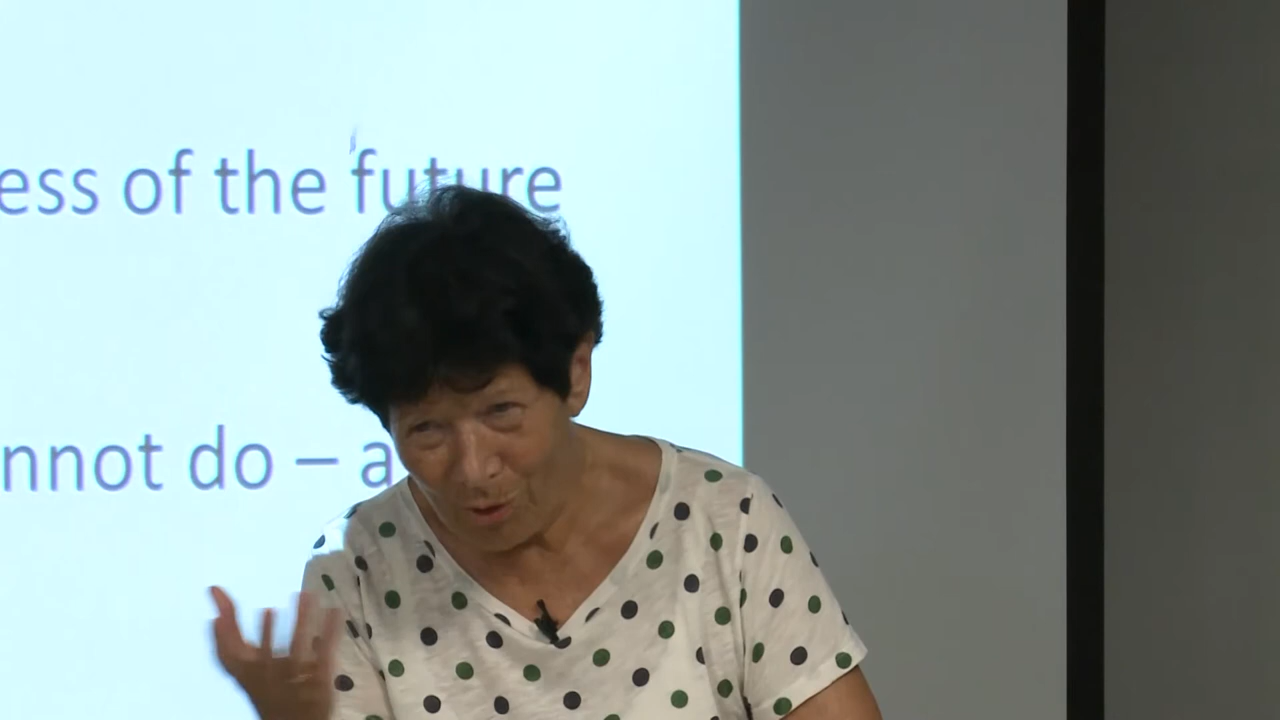 ess of the future
nnot do – a